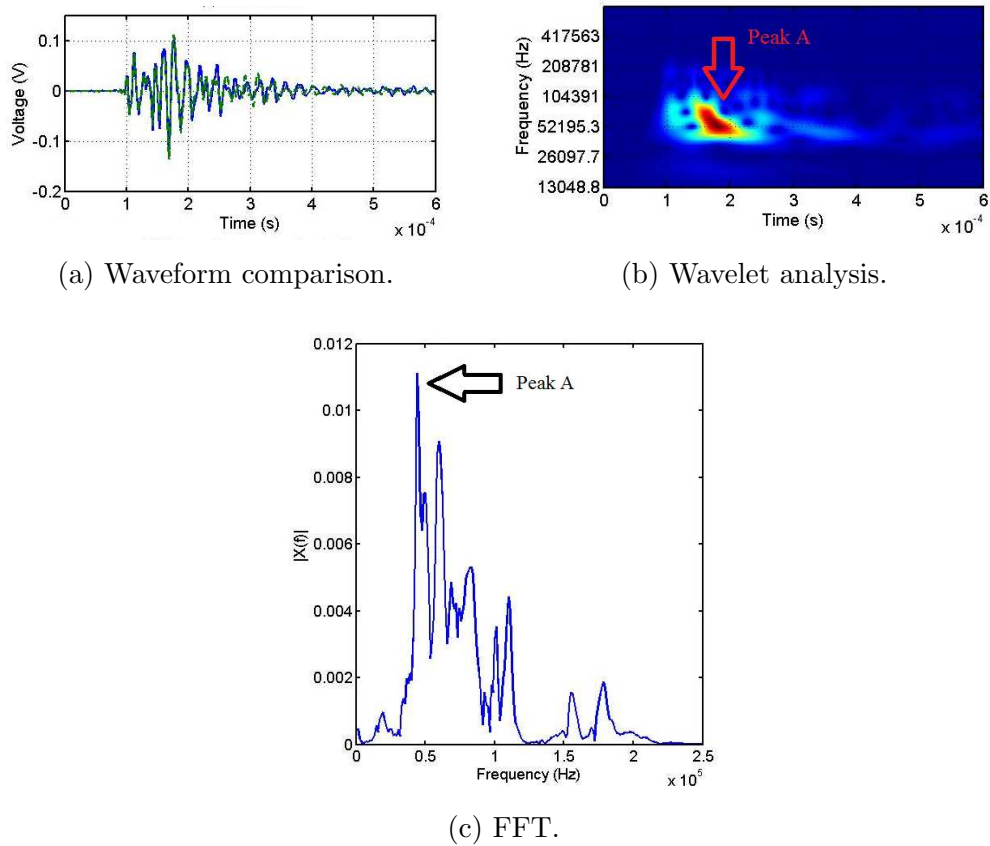 0.1
0
-0.1
-0.2
Voltage (V)
0 1 2 3 4 5 6
Time (s)
x 10-4
(a) Waveform comparison.
Peak A
417563
208781
104391
52195.3
26097.7
13048.8
Frequency (Hz)
0 1 2 3 4 5 6
Time (s)
x 10-4
(b) Wavelet analysis.
0.012
0.01
0.008
0.006
0.004
0.002
0
|X(f)|
Peak A
0 0.5 1 1.5 2 2.5
Frequency (Hz)
x 105
(c) FFT.